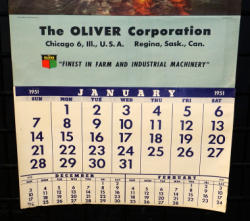 The OLIVER Corporation
Chicago 6, Ill., U.S.A. Regina, Sask., Can.
"FINEST IN FARM AND INDUSTRIAL MACHINERY"
1951 JANUARY 1951
SUN MON TUE WED THU FRI SAT
1 2 3 4 5 6
7 8 9 10 11 12 13
14 15 16 17 18 19 20
21 22 23 24 25 26 27
28 29 30 31
DECEMBER FEBRUARY